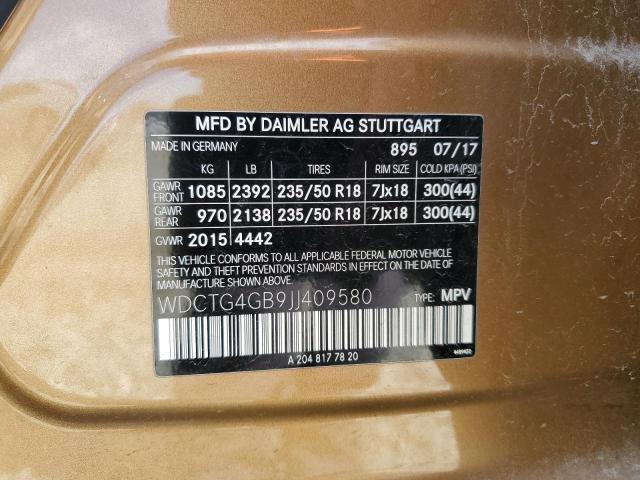 MFD BY DAIMLER AG STUTTGART
MADE IN GERMANY 895 07/17
KG LB TIRES RIM SIZE COLD KPA(PSI)
GAWR FRONT 1085 2392 235/50 R18 7Jx18 300(44)
GAWR REAR 970 2138 235/50 R18 7Jx18 300(44)
GVWR 2015 4442
THIS VEHICLE CONFORMS TO ALL APPLICABLE FEDERAL MOTOR VEHICLE
SAFETY AND THEFT PREVENTION STANDARDS IN EFFECT ON THE DATE OF
MANUFACTURE SHOWN ABOVE.
WDCTG4GB9JJ409580 TYPE: MPV
A 204 817 78 20